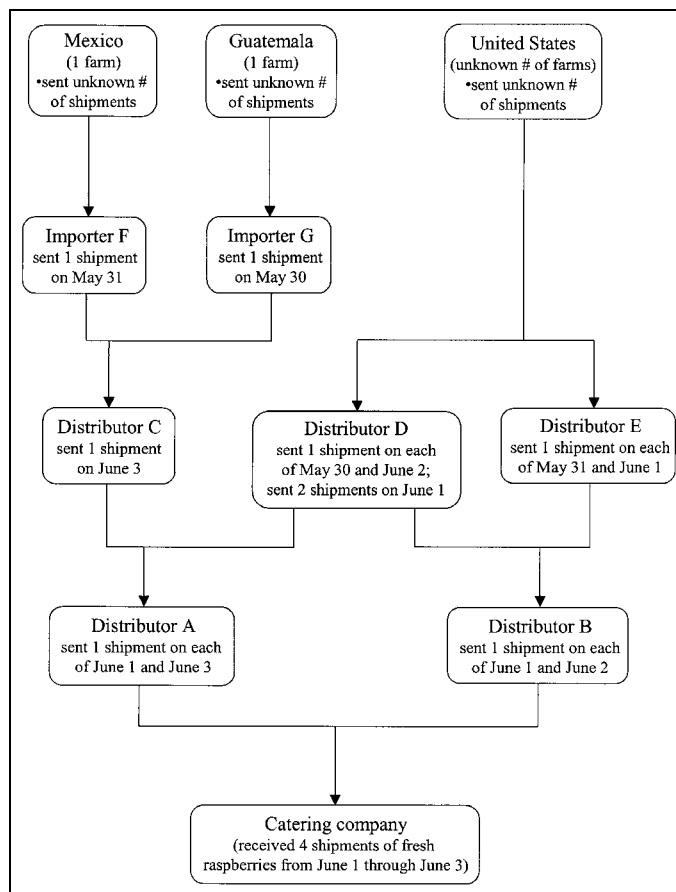 Mexico
(1 farm)
•sent unknown #
of shipments
Guatemala
(1 farm)
•sent unknown #
of shipments
United States
(unknown # of farms)
•sent unknown #
of shipments
Importer F
sent 1 shipment
on May 31
Importer G
sent 1 shipment
on May 30
Distributor C
sent 1 shipment
on June 3
Distributor D
sent 1 shipment on each
of May 30 and June 2;
sent 2 shipments on June 1
Distributor E
sent 1 shipment on each
of May 31 and June 1
Distributor A
sent 1 shipment on each
of June 1 and June 3
Distributor B
sent 1 shipment on each
of June 1 and June 2
Catering company
(received 4 shipments of fresh
raspberries from June 1 through June 3)